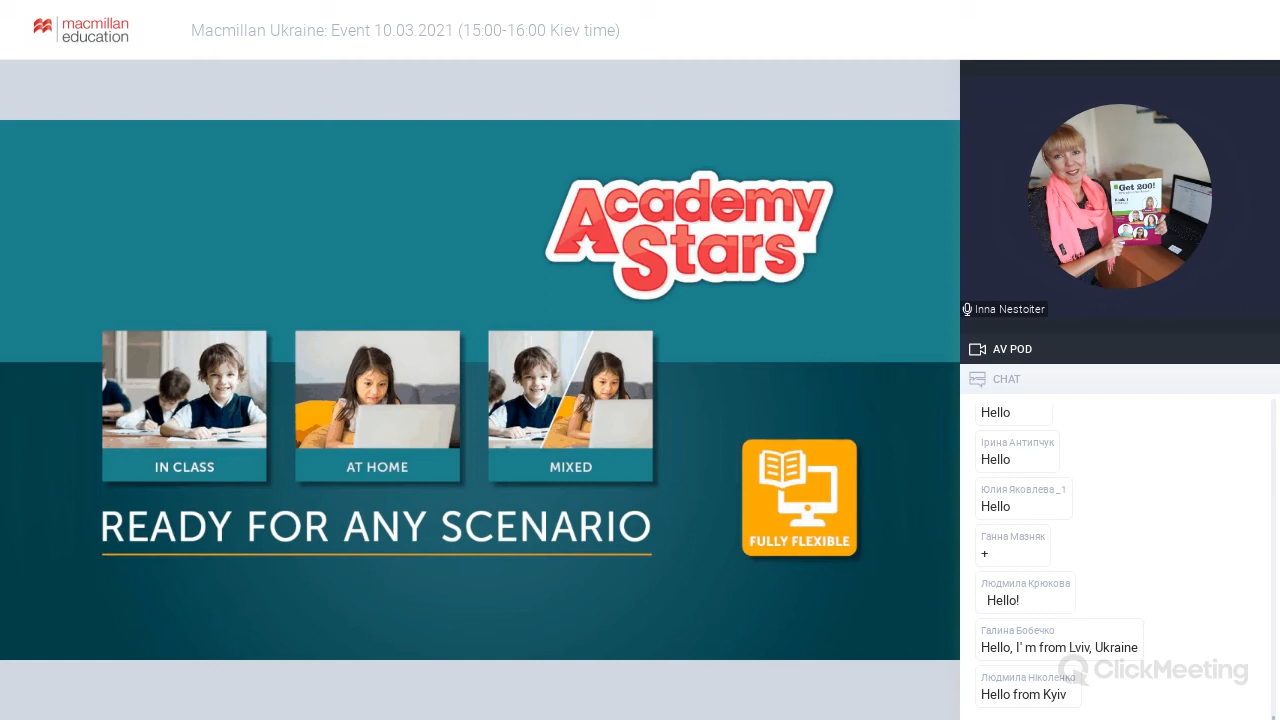 macmillan
education
Macmillan Ukraine: Event 10.03.2021 (15:00-16:00 Kiev time)
Academy
Stars
IN CLASS
AT HOME
MIXED
READY FOR ANY SCENARIO
FULLY FLEXIBLE
Get 200!
Inna Nestoiter
AV POD
CHAT
Hello
Ірина Антипчук
Hello
Юлия Яковлева _1
Hello
Ганна Мазняк
+
Людмила Крюкова
Hello!
Галина Бобечко
Hello, I' m from Lviv, Ukraine
Людмила Ніколенко
Hello from Kyiv
ClickMeeting